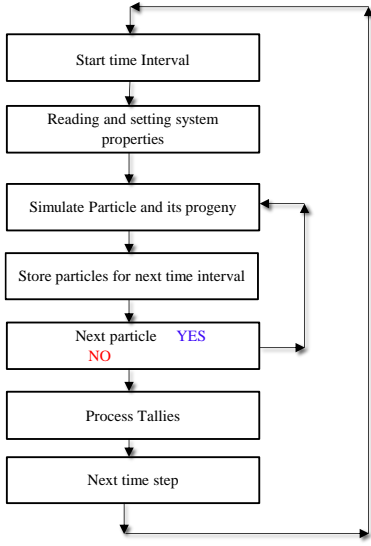 Start time Interval
Reading and setting system
properties
Simulate Particle and its progeny
Store particles for next time interval
Next particle YES
NO
Process Tallies
Next time step